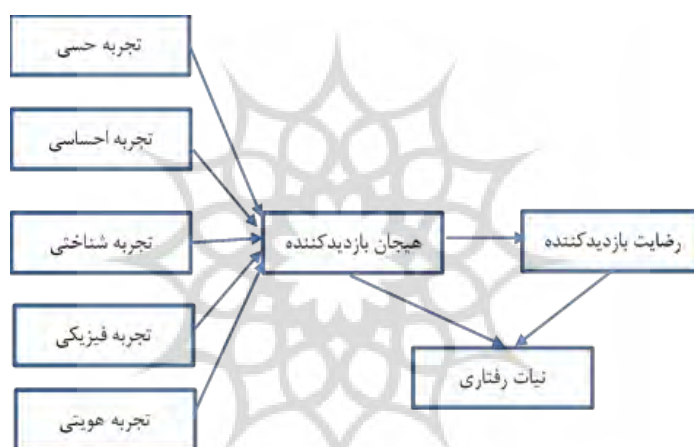 تجربه حسی
تجربه احساسی
تجربه شناختی
هیجان بازدیدکننده
رضایت بازدیدکننده
تجربه فیزیکی
نیات رفتاری
تجربه هویتی